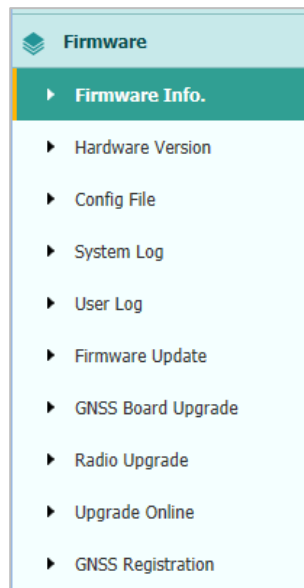 Firmware
Firmware Info.
Hardware Version
Config File
System Log
User Log
Firmware Update
GNSS Board Upgrade
Radio Upgrade
Upgrade Online
GNSS Registration